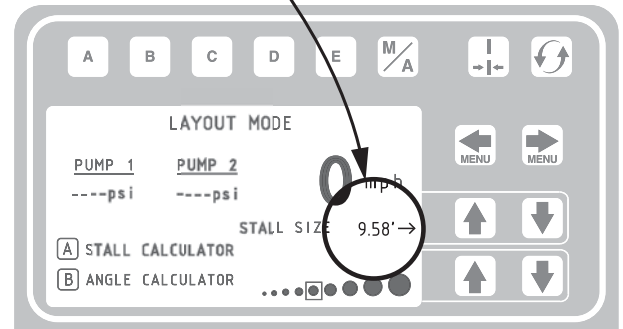 A B C D E M/A
LAYOUT MODE
MENU MENU
PUMP 1 PUMP 2
----psi ----psi 0 mph
STALL SIZE 9.58'→
A STALL CALCULATOR
B ANGLE CALCULATOR